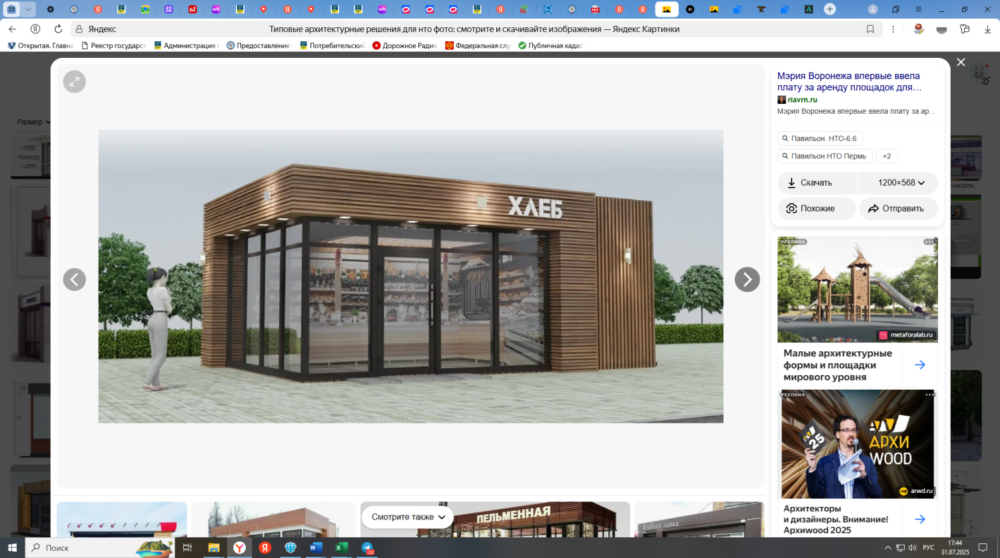 33
Яндекс
Типовые архитектурные решения для нто фото: смотрите и скачивайте изображения — Яндекс Картинки
Открытая. Главна
Реестр государст
Администрация г
Предоставление
Потребительский
Дорожное Радио
Федеральная слу
Публичная кадас
25
Размер
ХЛЕБ
Мэрия Воронежа впервые ввела
плату за аренду площадок для…
riavrn.ru
Мэрия Воронежа впервые ввела плату за ар…
Павильон. НТО-6.6
Павильон НТО Пермь
+2
Скачать
1200×568
Похожие
Отправить
РЕКЛАМА
metaforalab.ru
Малые архитектурные
формы и площадки
мирового уровня
РЕКЛАМА
25
АРХИ
WOOD
arwd.ru
Архитекторы
и дизайнеры. Внимание!
Архиwood 2025
Смотрите также
ПЕЛЬМЕННАЯ
Хлебная лавка
Поиск
РУС
17:44
31.07.2025